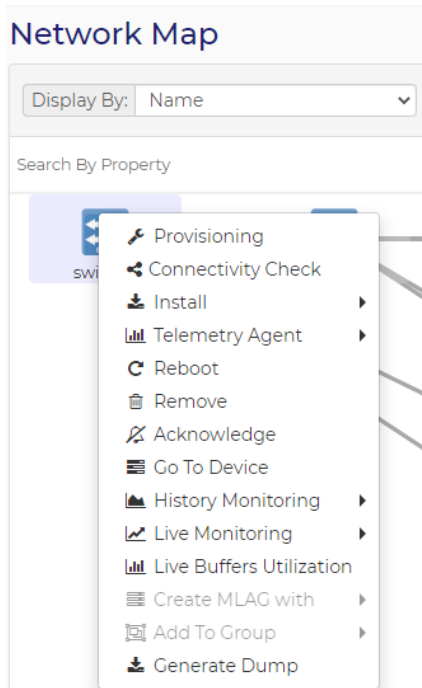 Network Map
Display By: Name
Search By Property
swi
Provisioning
Connectivity Check
Install
Telemetry Agent
Reboot
Remove
Acknowledge
Go To Device
History Monitoring
Live Monitoring
Live Buffers Utilization
Create MLAG with
Add To Group
Generate Dump